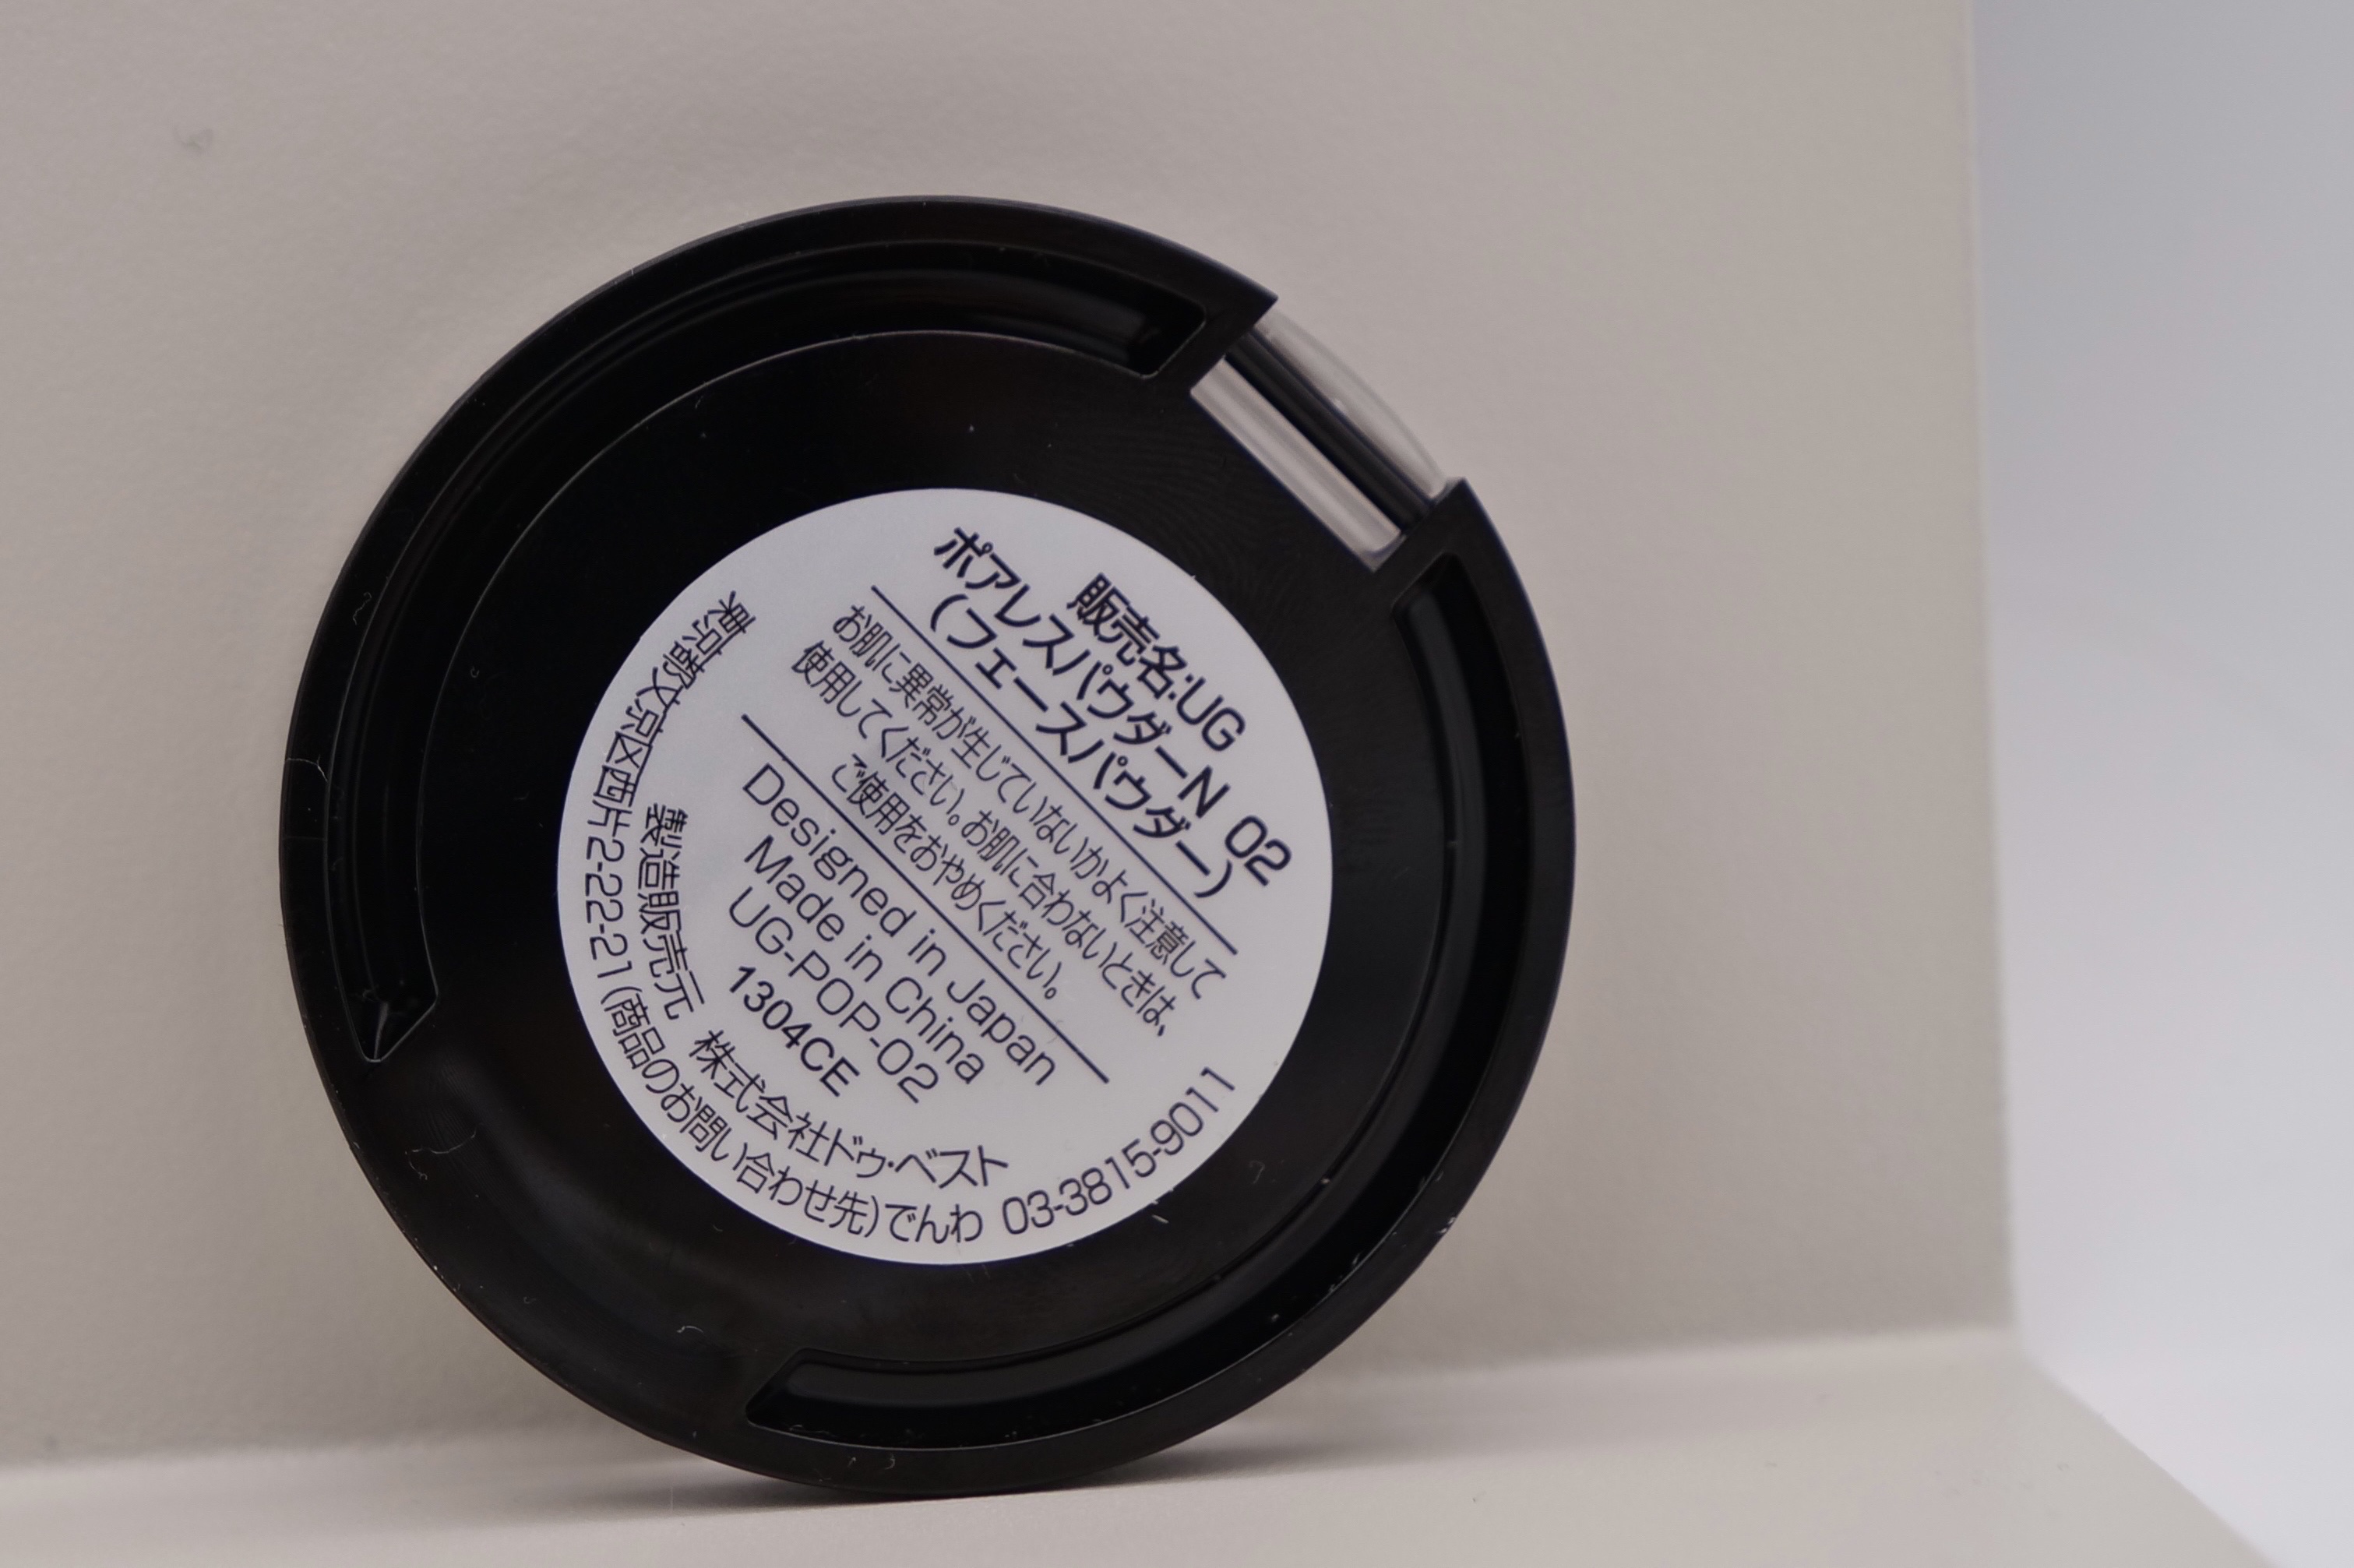 販売名:UG
ポアレスパウダーN 02
(フェースパウダー)
お肌に異常が生じていないかよく注意して
使用してください。お肌に合わないときは、
ご使用をおやめください。
Designed in Japan
Made in China
UG-POP-02
1304CE
製造販売元 株式会社ドゥ・ベスト
東京都文京区西片2-22-21(商品のお問い合わせ先)でんわ 03-3815-9011